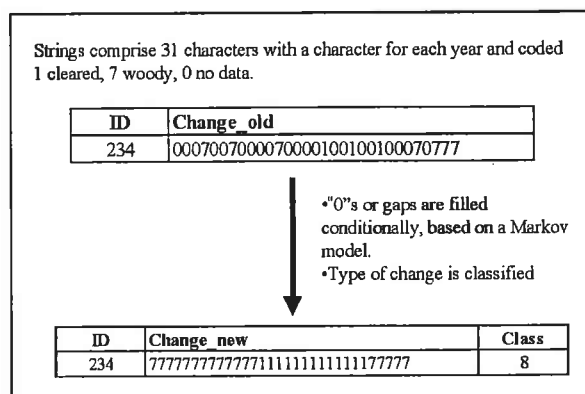 Strings comprise 31 characters with a character for each year and coded
1 cleared, 7 woody, 0 no data.
ID Change_old
234 0007007000070000100100100070777
•"0"s or gaps are filled
conditionally, based on a Markov
model.
•Type of change is classified
ID Change_new Class
234 7777777777777111111111111177777 8